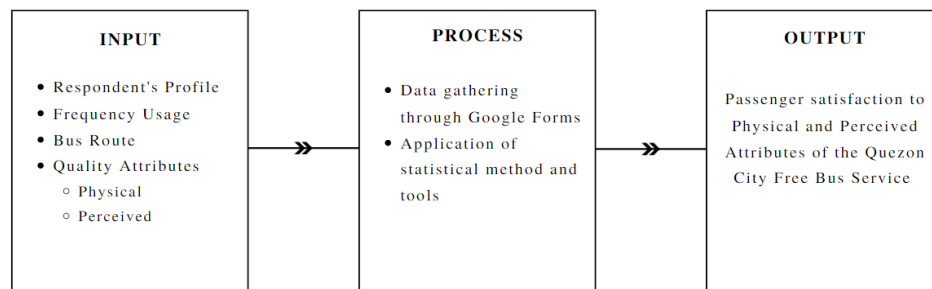 INPUT
• Respondent's Profile
• Frequency Usage
• Bus Route
• Quality Attributes
○ Physical
○ Perceived
PROCESS
• Data gathering
through Google Forms
• Application of
statistical method and
tools
OUTPUT
Passenger satisfaction to
Physical and Perceived
Attributes of the Quezon
City Free Bus Service